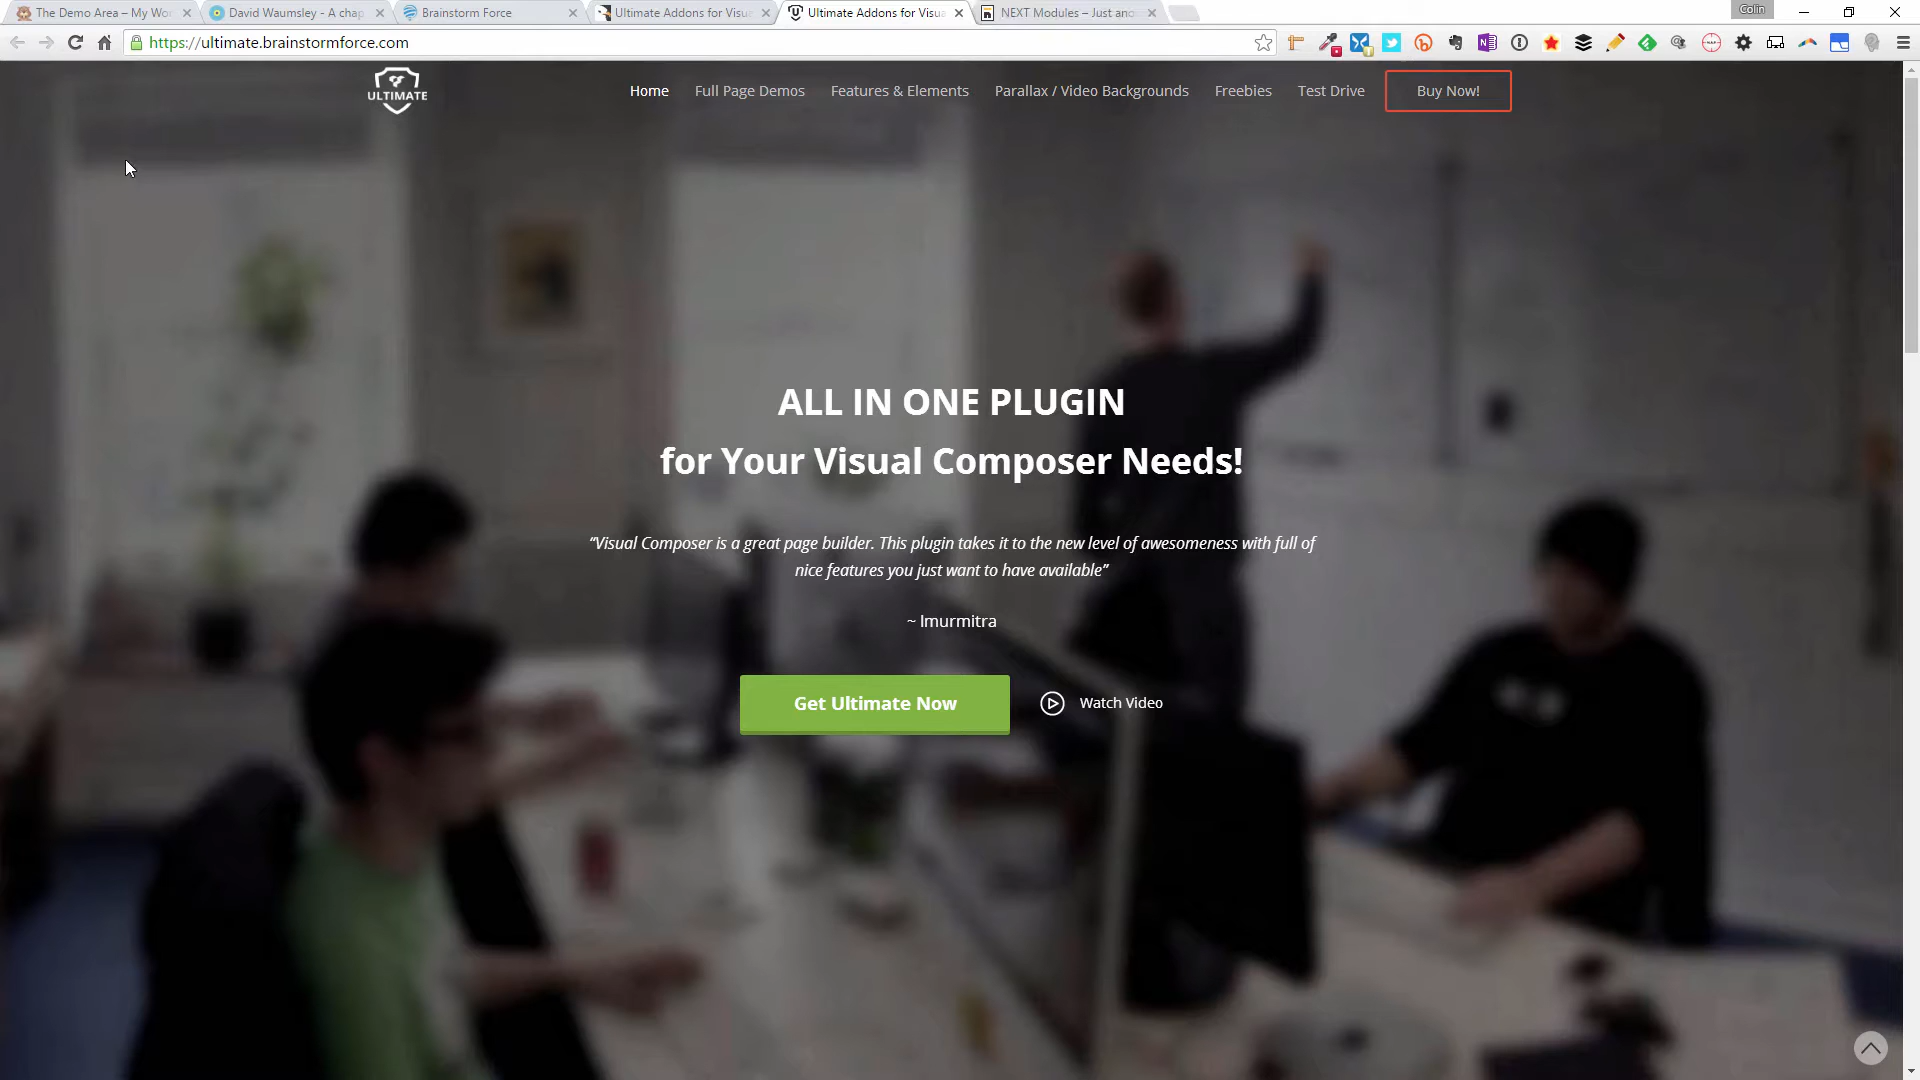 The Demo Area – My Wo
David Waumsley - A chap
Brainstorm Force
Ultimate Addons for Visu
Ultimate Addons for Visu
NEXT Modules – Just and
Colin
https://ultimate.brainstormforce.com
ULTIMATE
Home
Full Page Demos
Features & Elements
Parallax / Video Backgrounds
Freebies
Test Drive
Buy Now!
ALL IN ONE PLUGIN
for Your Visual Composer Needs!
“Visual Composer is a great page builder. This plugin takes it to the new level of awesomeness with full of
nice features you just want to have available”
~ lmurmitra
Get Ultimate Now
Watch Video